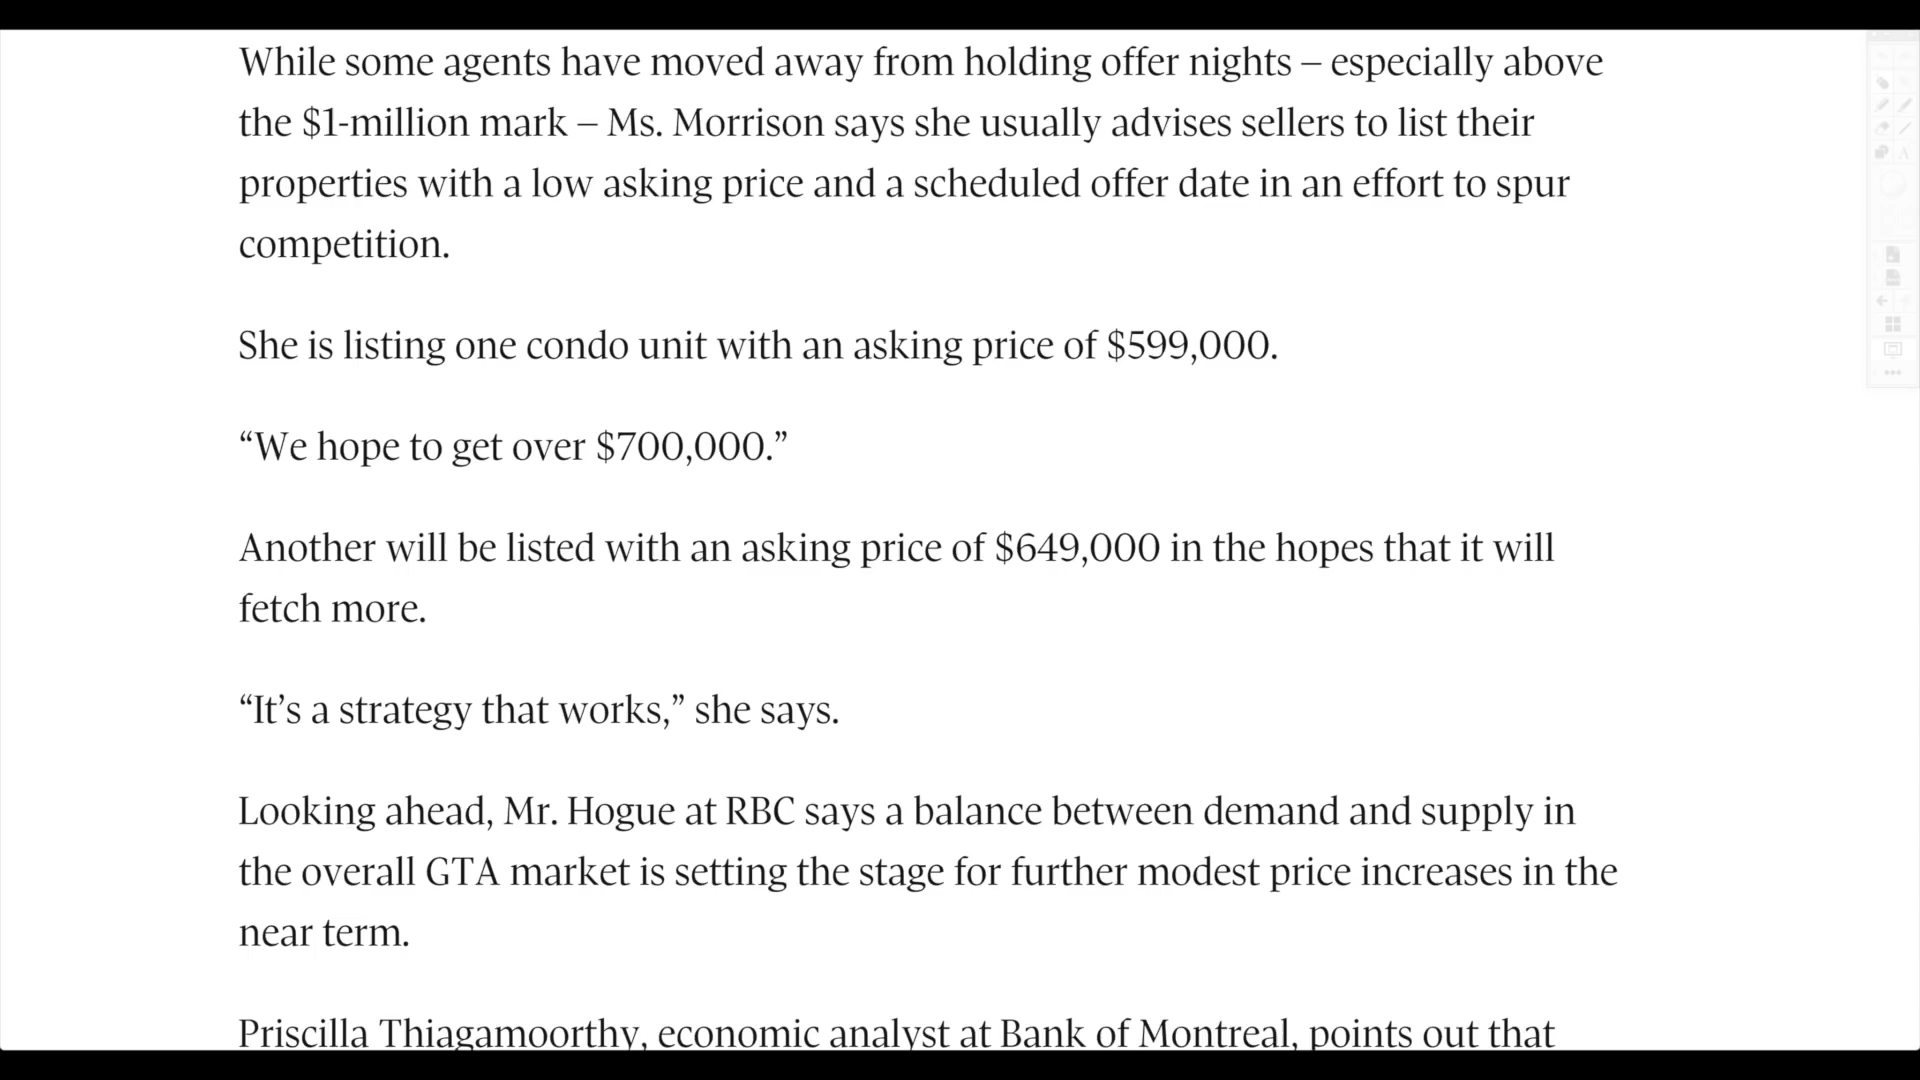 While some agents have moved away from holding offer nights – especially above
the $1-million mark – Ms. Morrison says she usually advises sellers to list their
properties with a low asking price and a scheduled offer date in an effort to spur
competition.
She is listing one condo unit with an asking price of $599,000.
“We hope to get over $700,000.”
Another will be listed with an asking price of $649,000 in the hopes that it will
fetch more.
“It’s a strategy that works,” she says.
Looking ahead, Mr. Hogue at RBC says a balance between demand and supply in
the overall GTA market is setting the stage for further modest price increases in the
near term.
Priscilla Thiagamoorthy, economic analyst at Bank of Montreal, points out that